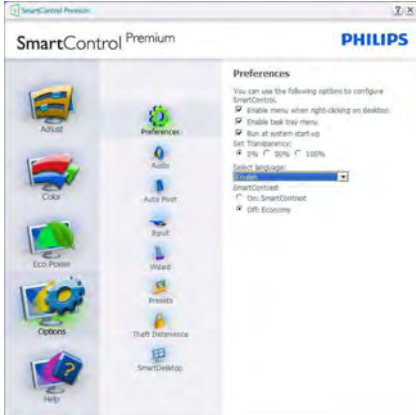 SmartControl Premium
SmartControl Premium
PHILIPS
Adjust
Color
Eco Power
Options
Help
Preferences
Audio
Auto Pivot
Input
Wizard
Presets
Theft Deterrence
SmartDesktop
Preferences
You can use the following options to configure
SmartControl.
Enable menu when right-clicking on desktop
Enable task tray menu
Run at system start-up
Set Transparency:
0% 50% 100%
Select language:
English
SmartContrast
On: SmartContrast
Off: Economy